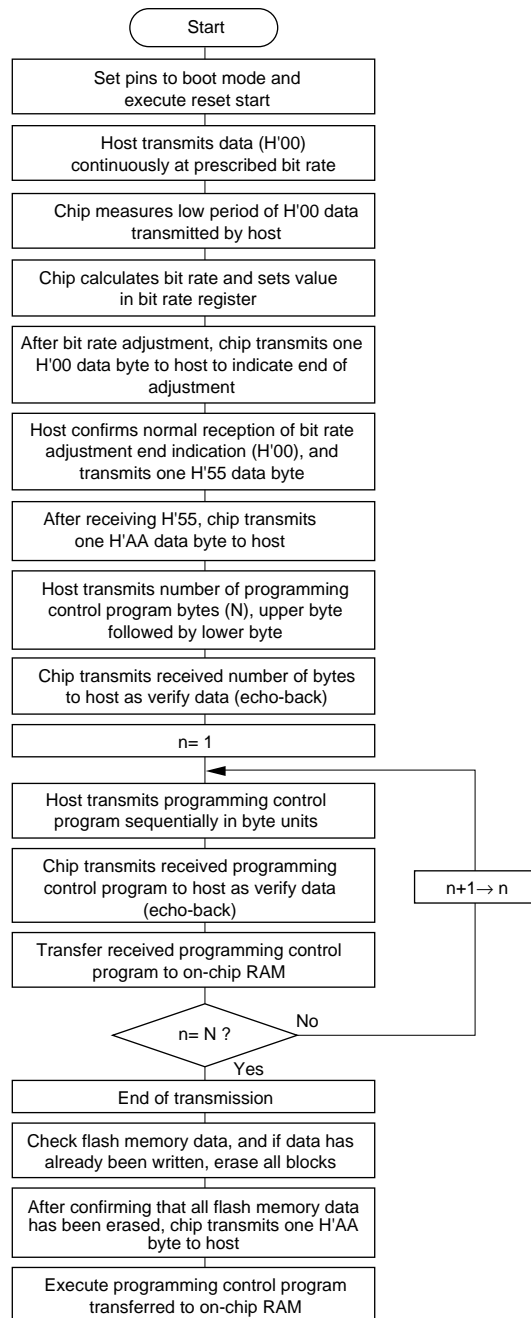 Start
Set pins to boot mode and
execute reset start
Host transmits data (H'00)
continuously at prescribed bit rate
Chip measures low period of H'00 data
transmitted by host
Chip calculates bit rate and sets value
in bit rate register
After bit rate adjustment, chip transmits one
H'00 data byte to host to indicate end of
adjustment
Host confirms normal reception of bit rate
adjustment end indication (H'00), and
transmits one H'55 data byte
After receiving H'55, chip transmits
one H'AA data byte to host
Host transmits number of programming
control program bytes (N), upper byte
followed by lower byte
Chip transmits received number of bytes
to host as verify data (echo-back)
n= 1
Host transmits programming control
program sequentially in byte units
Chip transmits received programming
control program to host as verify data
(echo-back)
n+1→ n
Transfer received programming control
program to on-chip RAM
n= N ?
No
Yes
End of transmission
Check flash memory data, and if data has
already been written, erase all blocks
After confirming that all flash memory data
has been erased, chip transmits one H'AA
byte to host
Execute programming control program
transferred to on-chip RAM